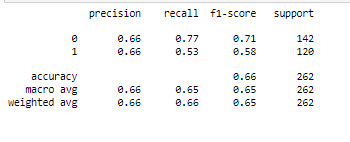 precision recall f1-score support
0 0.66 0.77 0.71 142
1 0.66 0.53 0.58 120
accuracy 0.66 262
macro avg 0.66 0.65 0.65 262
weighted avg 0.66 0.66 0.65 262